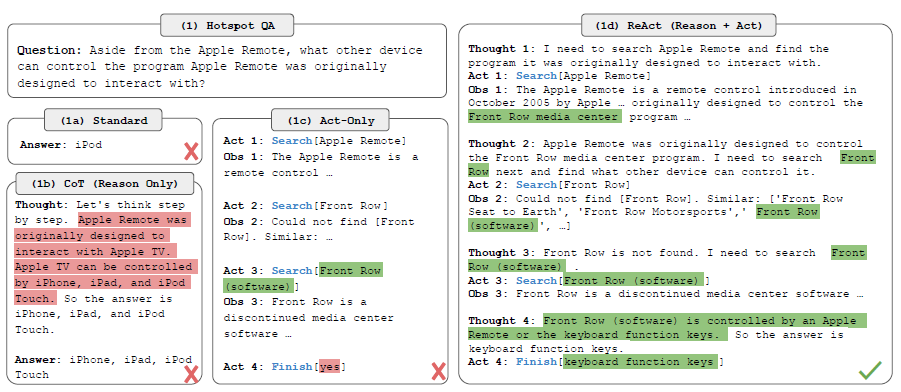 (1) Hotspot QA
Question: Aside from the Apple Remote, what other device
can control the program Apple Remote was originally
designed to interact with?
(1a) Standard
Answer: iPod
(1b) CoT (Reason Only)
Thought: Let's think step
by step. Apple Remote was
originally designed to
interact with Apple TV.
Apple TV can be controlled
by iPhone, iPad, and iPod
Touch. So the answer is
iPhone, iPad, and iPod
Touch.
Answer: iPhone, iPad, iPod
Touch
(1c) Act-Only
Act 1: Search[Apple Remote]
Obs 1: The Apple Remote is a
remote control …
Act 2: Search[Front Row]
Obs 2: Could not find [Front
Row]. Similar: …
Act 3: Search[Front Row
(software)]
Obs 3: Front Row is a
discontinued media center
software …
Act 4: Finish[yes]
(1d) ReAct (Reason + Act)
Thought 1: I need to search Apple Remote and find the
program it was originally designed to interact with.
Act 1: Search[Apple Remote]
Obs 1: The Apple Remote is a remote control introduced in
October 2005 by Apple … originally designed to control the
Front Row media center program …
Thought 2: Apple Remote was originally designed to control
the Front Row media center program. I need to search Front
Row next and find what other device can control it.
Act 2: Search[Front Row]
Obs 2: Could not find [Front Row]. Similar: ['Front Row
Seat to Earth', 'Front Row Motorsports',' Front Row
(software)', …]
Thought 3: Front Row is not found. I need to search Front
Row (software) .
Act 3: Search[Front Row (software)]
Obs 3: Front Row is a discontinued media center software …
Thought 4: Front Row (software) is controlled by an Apple
Remote or the keyboard function keys. So the answer is
keyboard function keys.
Act 4: Finish[keyboard function keys]